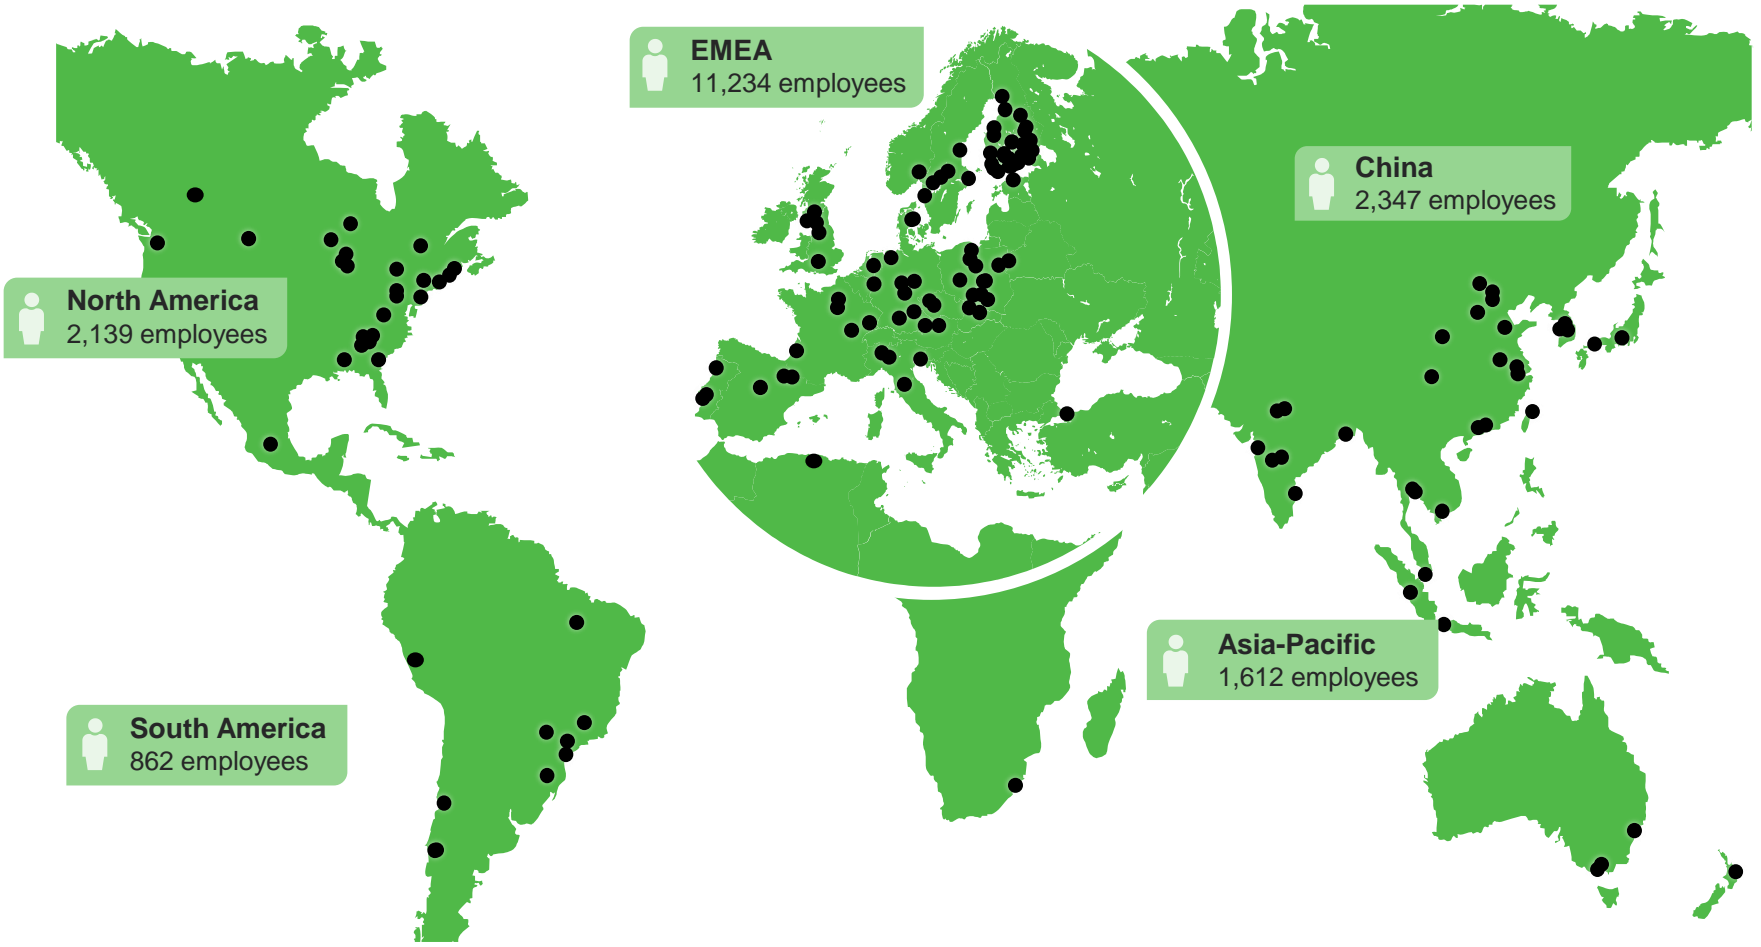 EMEA
11,234 employees
China
2,347 employees
North America
2,139 employees
Asia-Pacific
1,612 employees
South America
862 employees